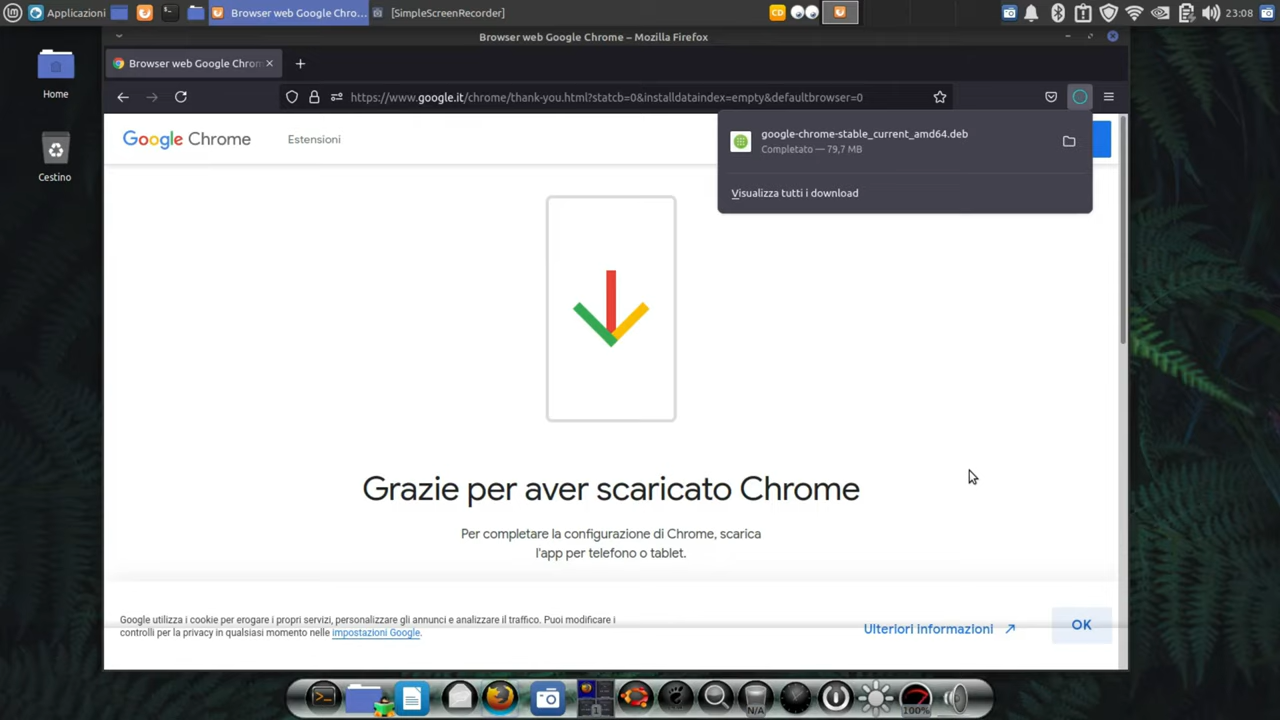 Applicazioni
Browser web Google Chro...
[SimpleScreenRecorder]
CD
23:08
Home
Cestino
Browser web Google Chrome – Mozilla Firefox
Browser web Google Chrom
https://www.google.it/chrome/thank-you.html?statcb=0&installdataindex=empty&defaultbrowser=0
Google Chrome
Estensioni
google-chrome-stable_current_amd64.deb
Completato — 79,7 MB
Visualizza tutti i download
Grazie per aver scaricato Chrome
Per completare la configurazione di Chrome, scarica
l'app per telefono o tablet.
Google utilizza i cookie per erogare i propri servizi, personalizzare gli annunci e analizzare il traffico. Puoi modificare i
controlli per la privacy in qualsiasi momento nelle impostazioni Google.
Ulteriori informazioni
OK
1
N/A
100%